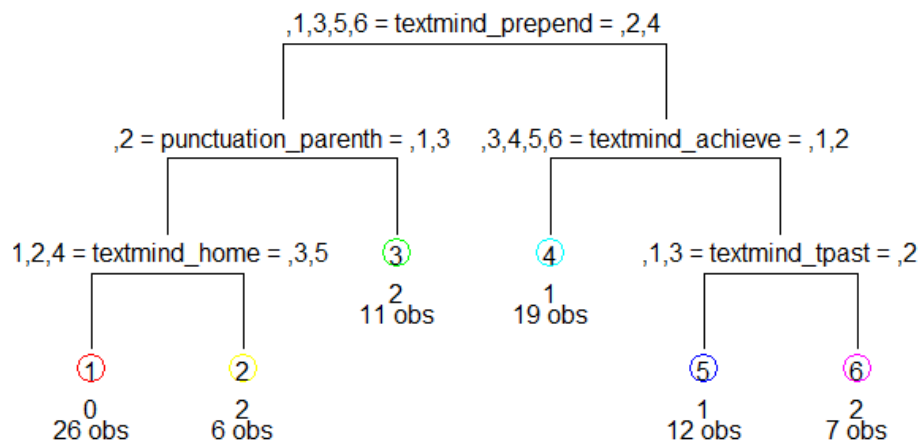 ,1,3,5,6 = textmind_prepend = ,2,4
,2 = punctuation_parenth = ,1,3
,3,4,5,6 = textmind_achieve = ,1,2
1,2,4 = textmind_home = ,3,5
3
2
11 obs
4
1
19 obs
,1,3 = textmind_tpast = ,2
1
0
26 obs
2
2
6 obs
5
1
12 obs
6
2
7 obs